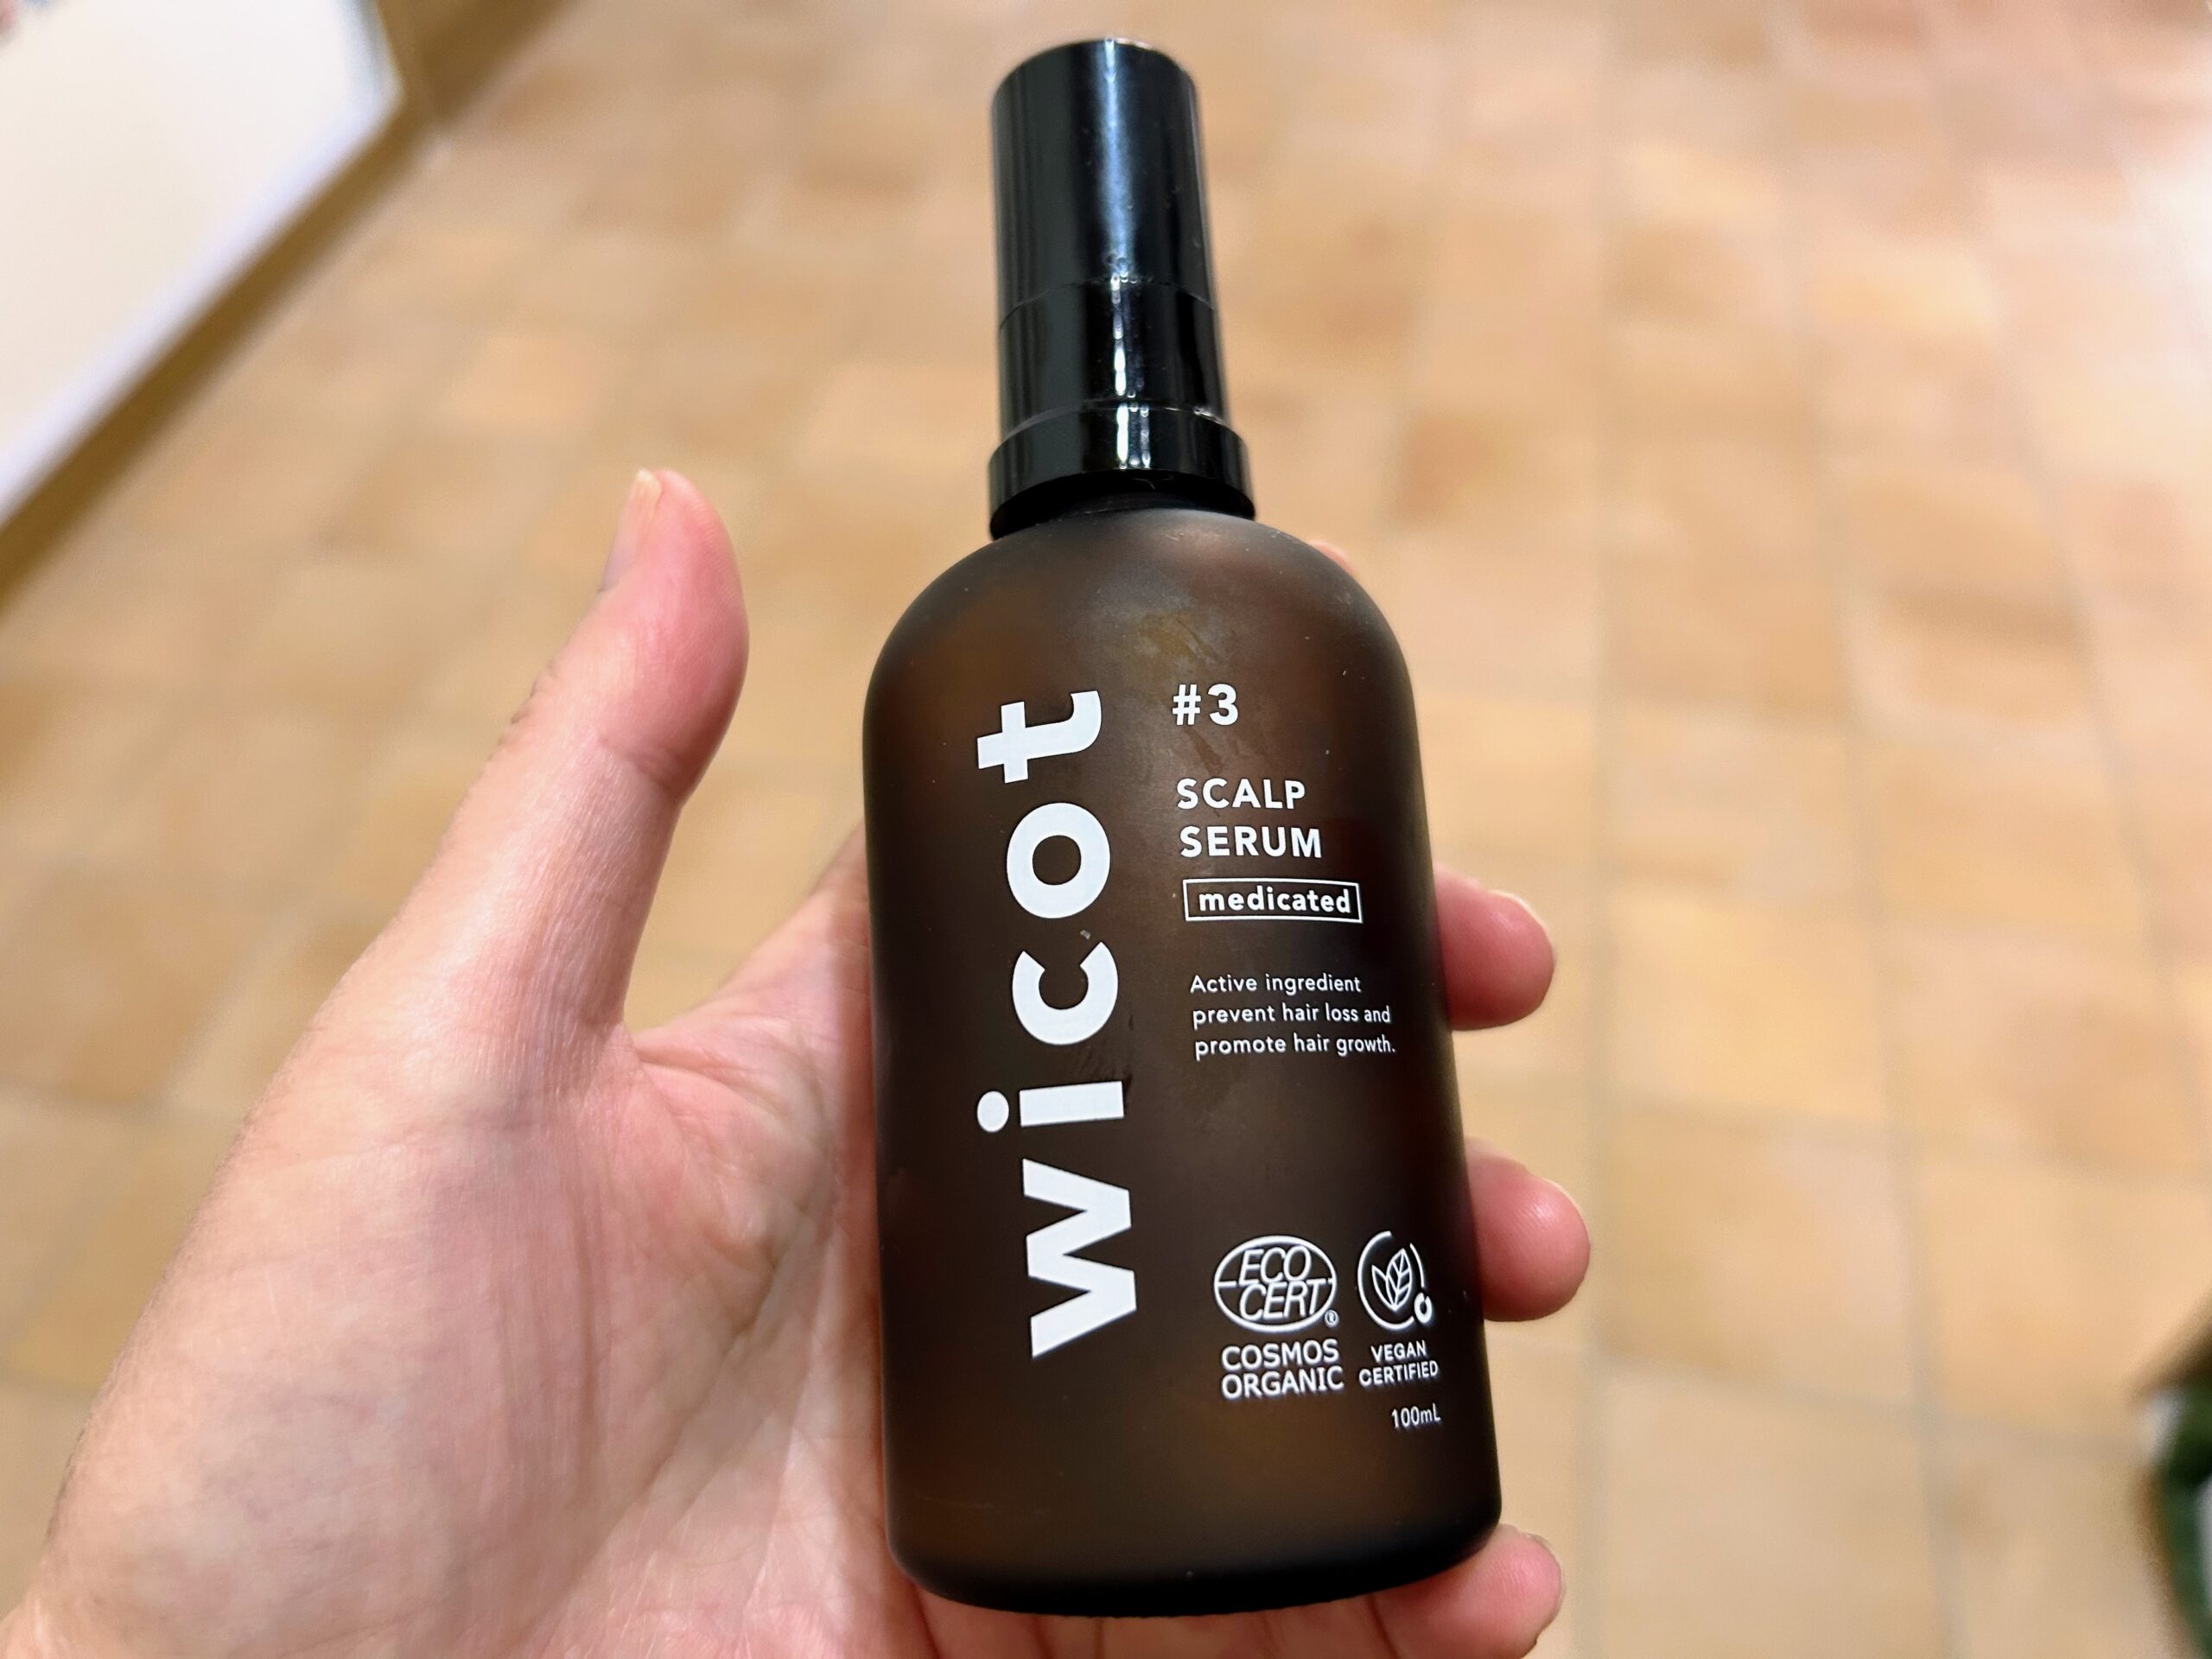 wicot
#3
SCALP
SERUM
medicated
Active ingredient
prevent hair loss and
promote hair growth.
ECO
CERT®
COSMOS
ORGANIC
VEGAN
CERTIFIED
100mL